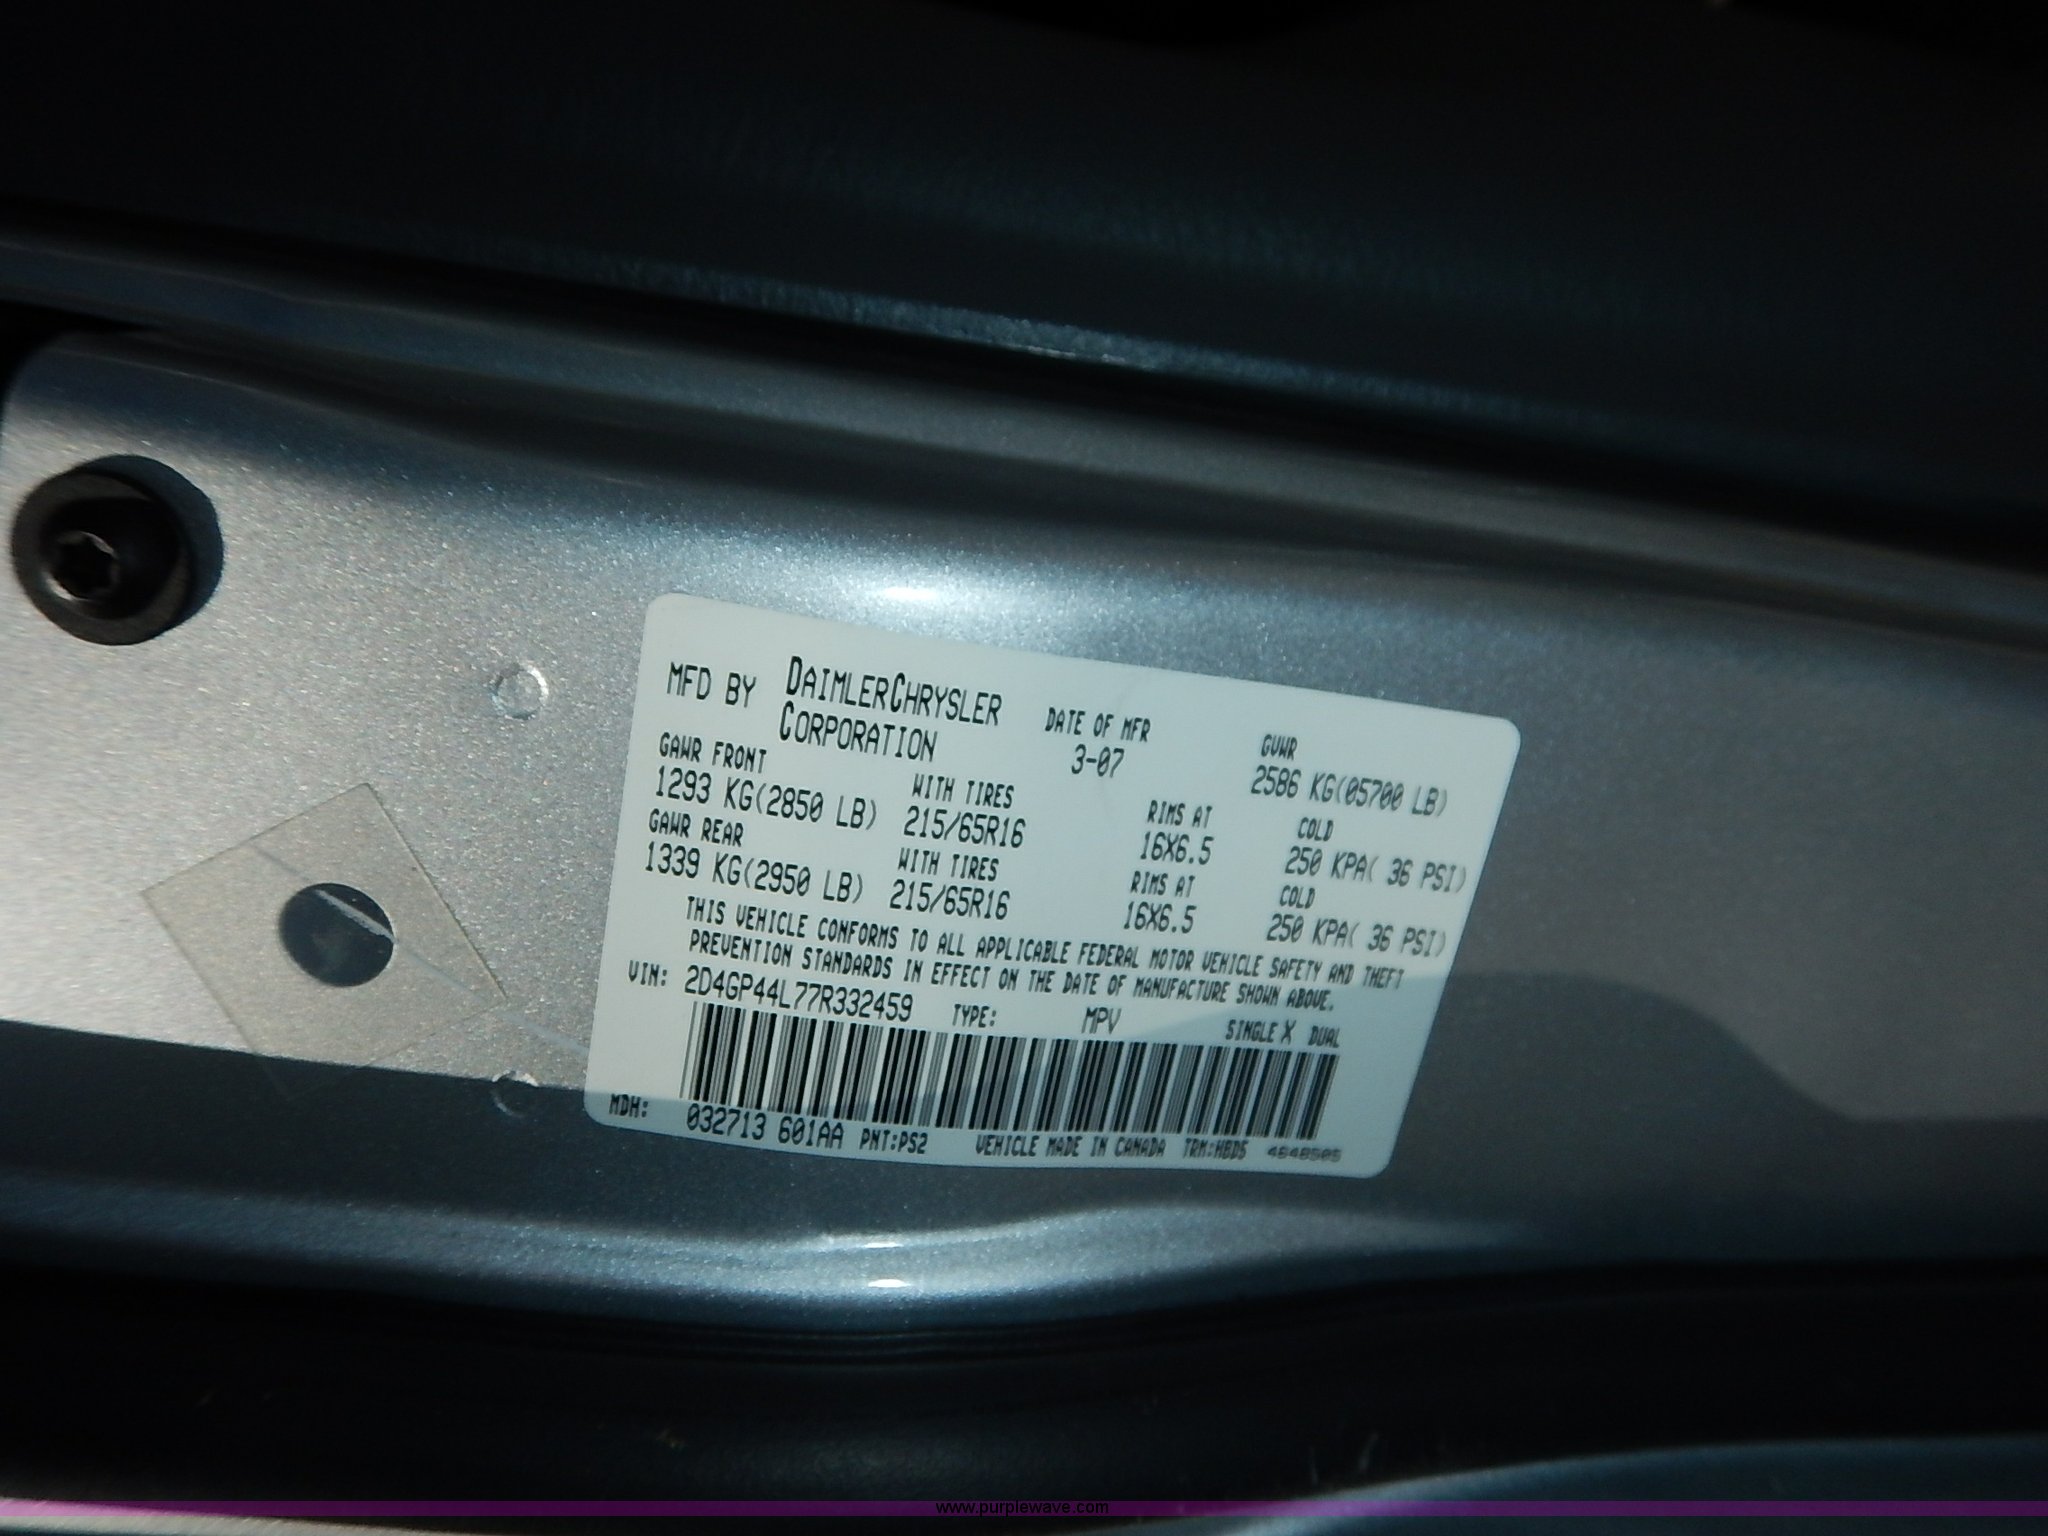 MFD BY DAIMLERCHRYSLER CORPORATION
DATE OF MFR 3-07
GVWR 2586 KG(05700 LB)
GAWR FRONT WITH TIRES RIMS AT COLD
1293 KG(2850 LB) 215/65R16 16X6.5 250 KPA( 36 PSI)
GAWR REAR WITH TIRES RIMS AT COLD
1339 KG(2950 LB) 215/65R16 16X6.5 250 KPA( 36 PSI)
THIS VEHICLE CONFORMS TO ALL APPLICABLE FEDERAL MOTOR VEHICLE SAFETY AND THEFT
PREVENTION STANDARDS IN EFFECT ON THE DATE OF MANUFACTURE SHOWN ABOVE.
VIN: 2D4GP44L77R332459 TYPE: MPV SINGLE X DUAL
MDH: 032713 601AA PNT:PS2 VEHICLE MADE IN CANADA TRM:HBD5 4648505
www.purplewave.com